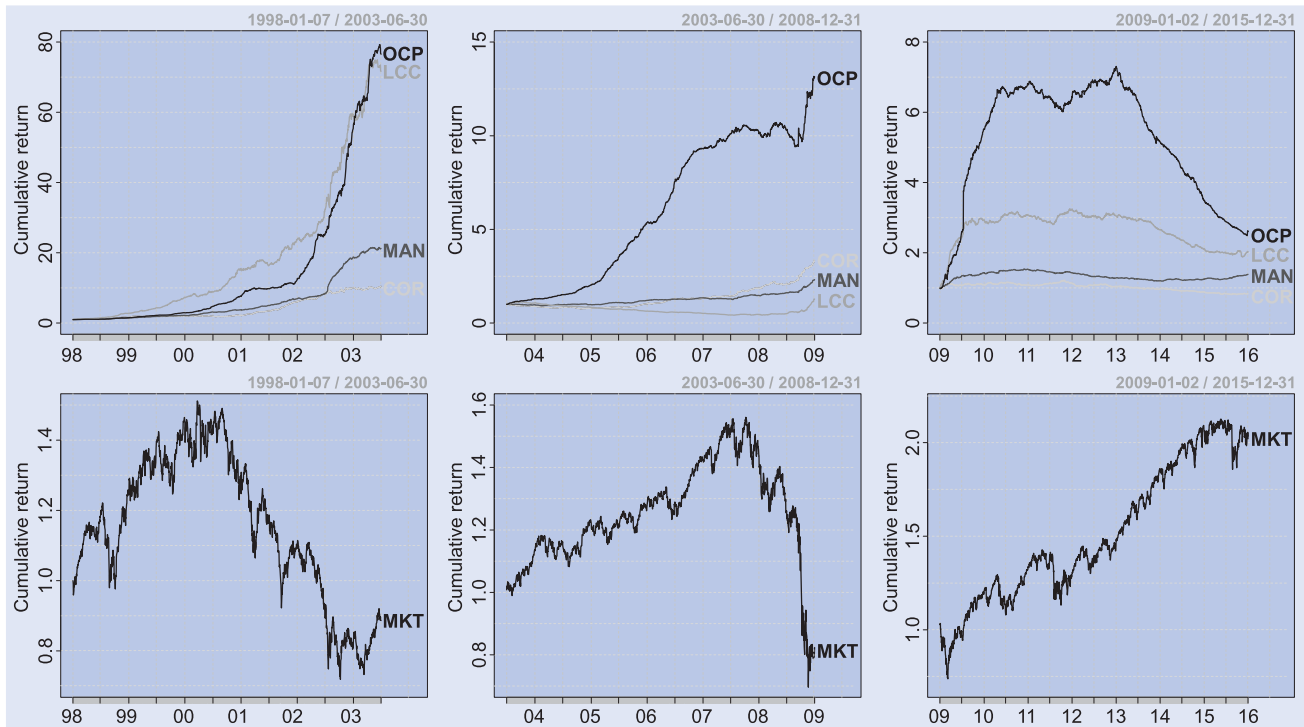 1998-01-07 / 2003-06-30
Cumulative return
0 20 40 60 80
OCP
LCC
MAN
COR
98 99 00 01 02 03
2003-06-30 / 2008-12-31
Cumulative return
0 5 10 15
OCP
COR
MAN
LCC
04 05 06 07 08 09
2009-01-02 / 2015-12-31
Cumulative return
0 2 4 6 8
OCP
LCC
MAN
COR
09 10 11 12 13 14 15 16
1998-01-07 / 2003-06-30
Cumulative return
0.8 1.0 1.2 1.4
MKT
98 99 00 01 02 03
2003-06-30 / 2008-12-31
Cumulative return
0.8 1.0 1.2 1.4 1.6
MKT
04 05 06 07 08 09
2009-01-02 / 2015-12-31
Cumulative return
1.0 1.5 2.0
MKT
09 10 11 12 13 14 15 16